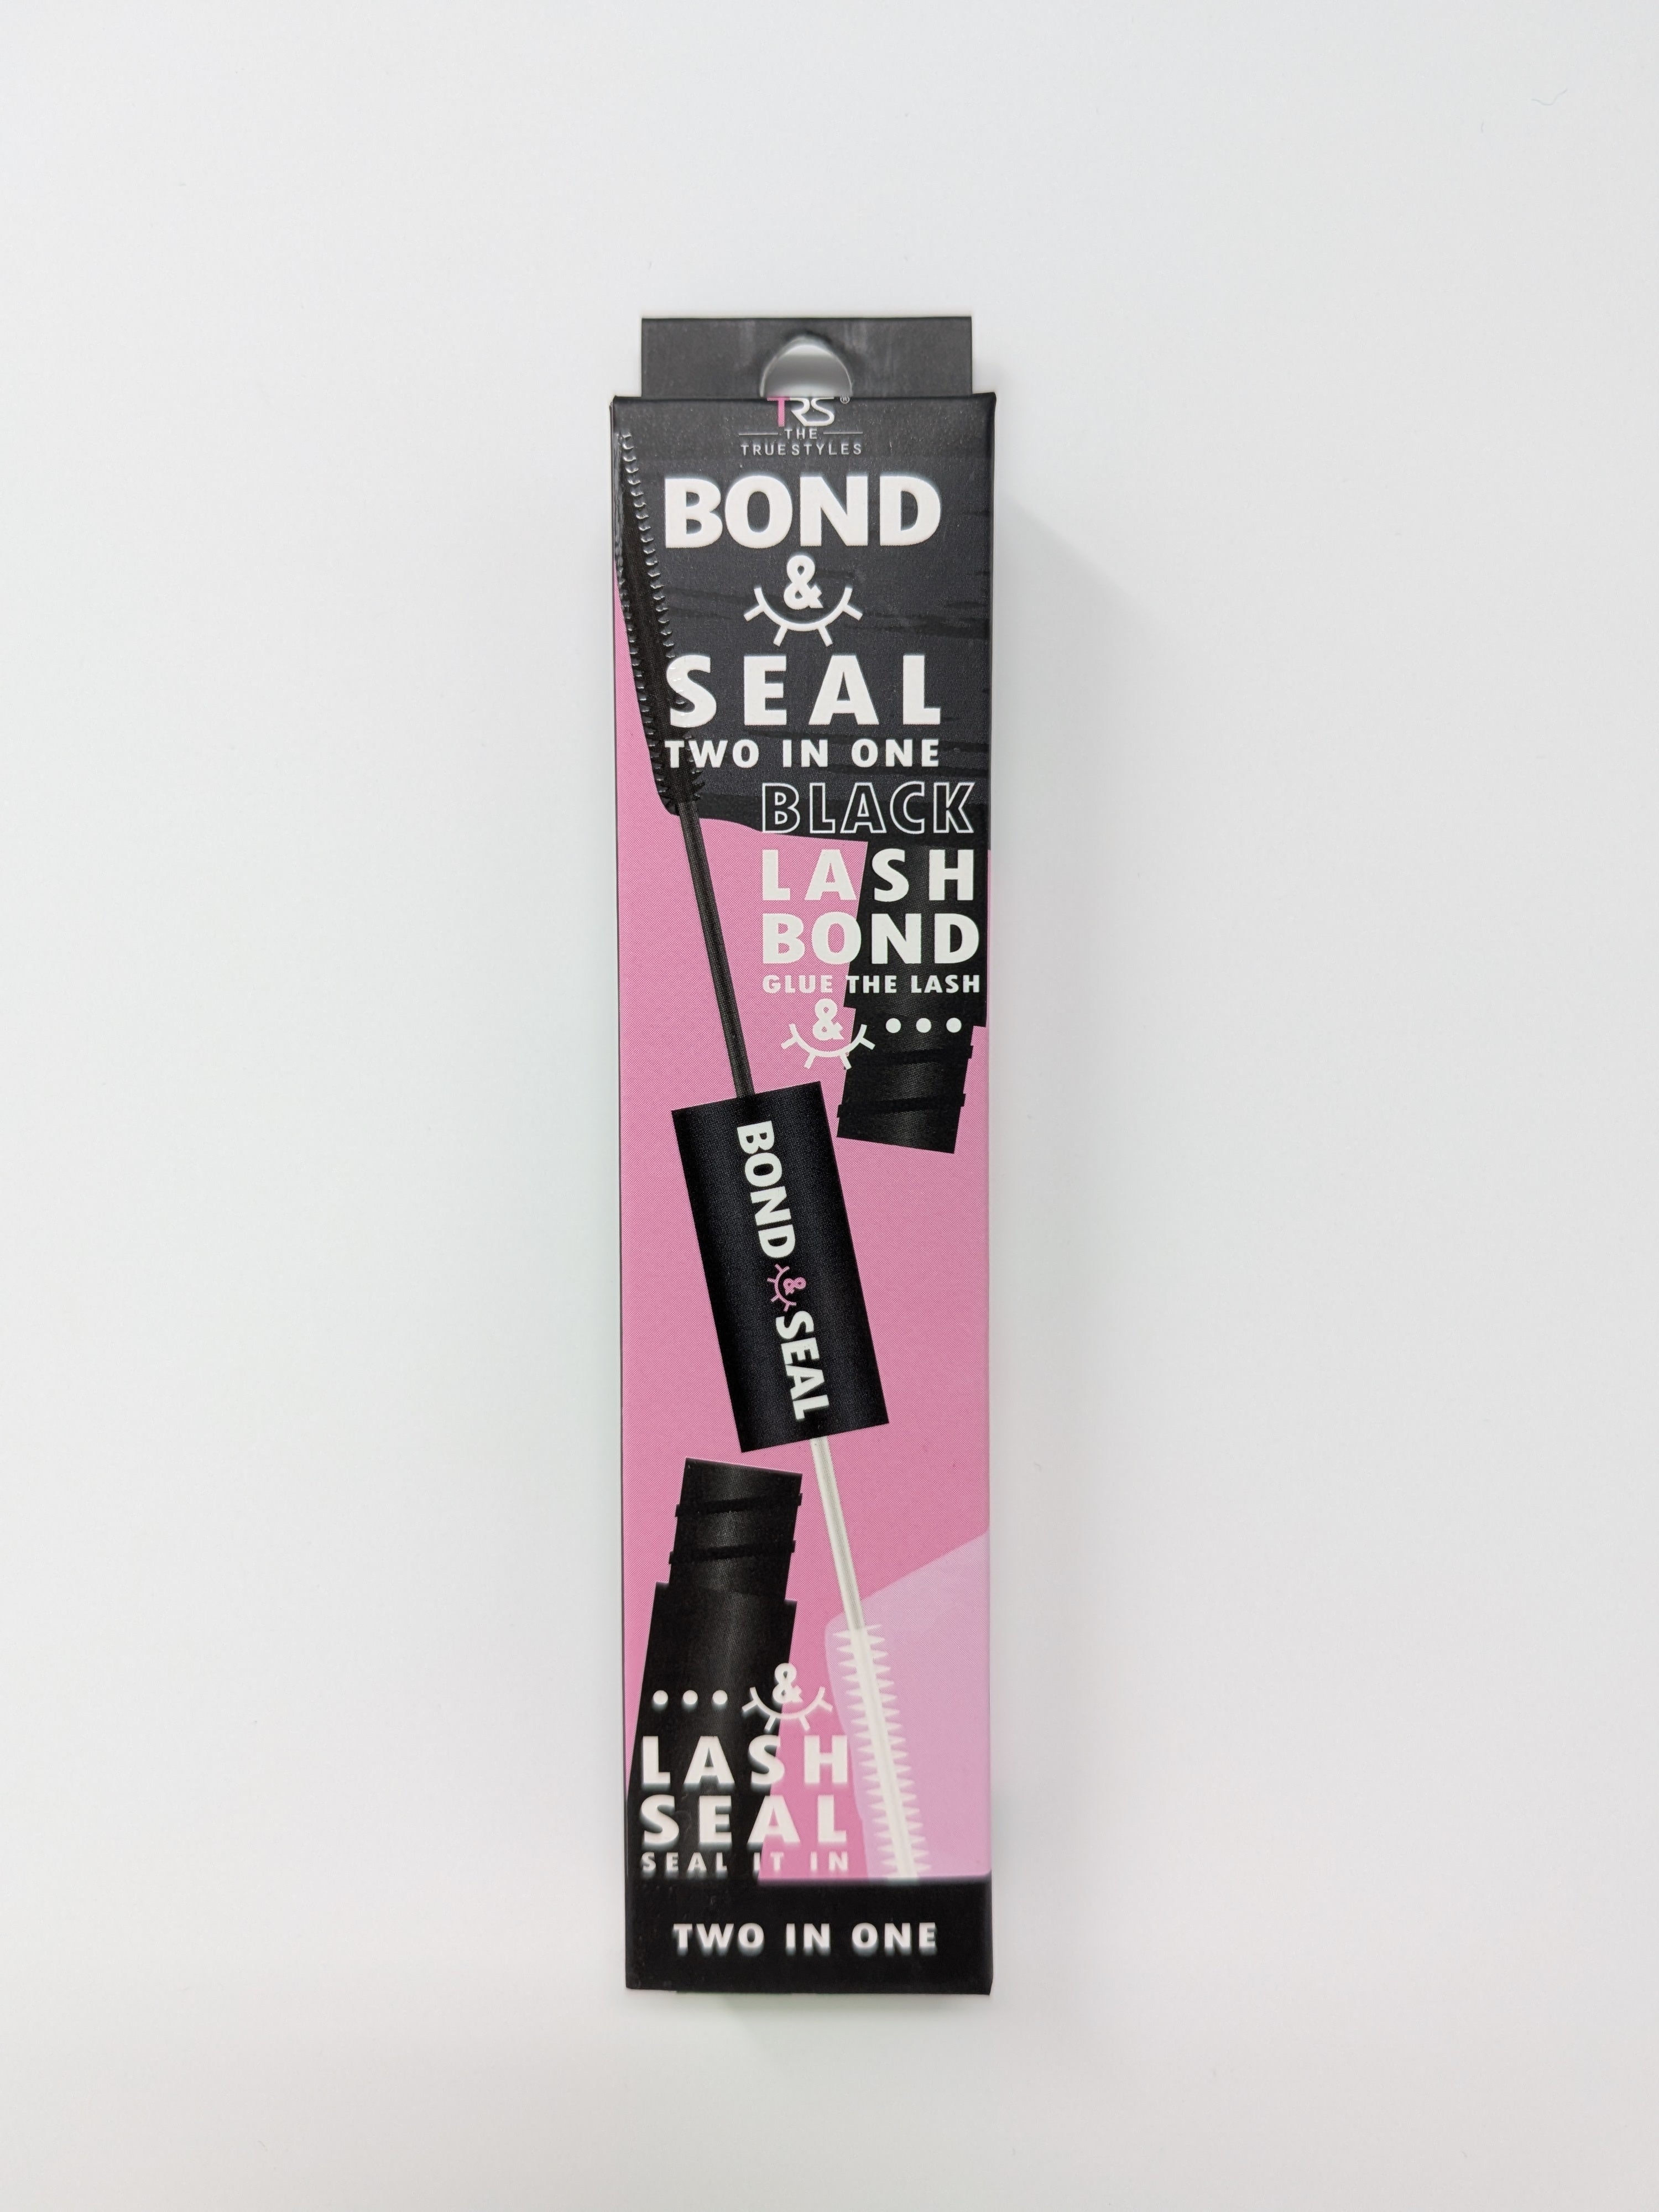 TRS®
THE
TRUESTYLES
BOND
&
SEAL
TWO IN ONE
BLACK
LASH
BOND
GLUE THE LASH
& ...
BOND & SEAL
... &
LASH
SEAL
SEAL IT IN
TWO IN ONE